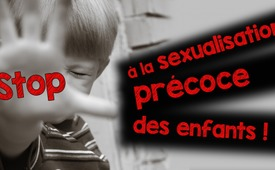 Stop
à la sexualisation
précoce
des enfants !